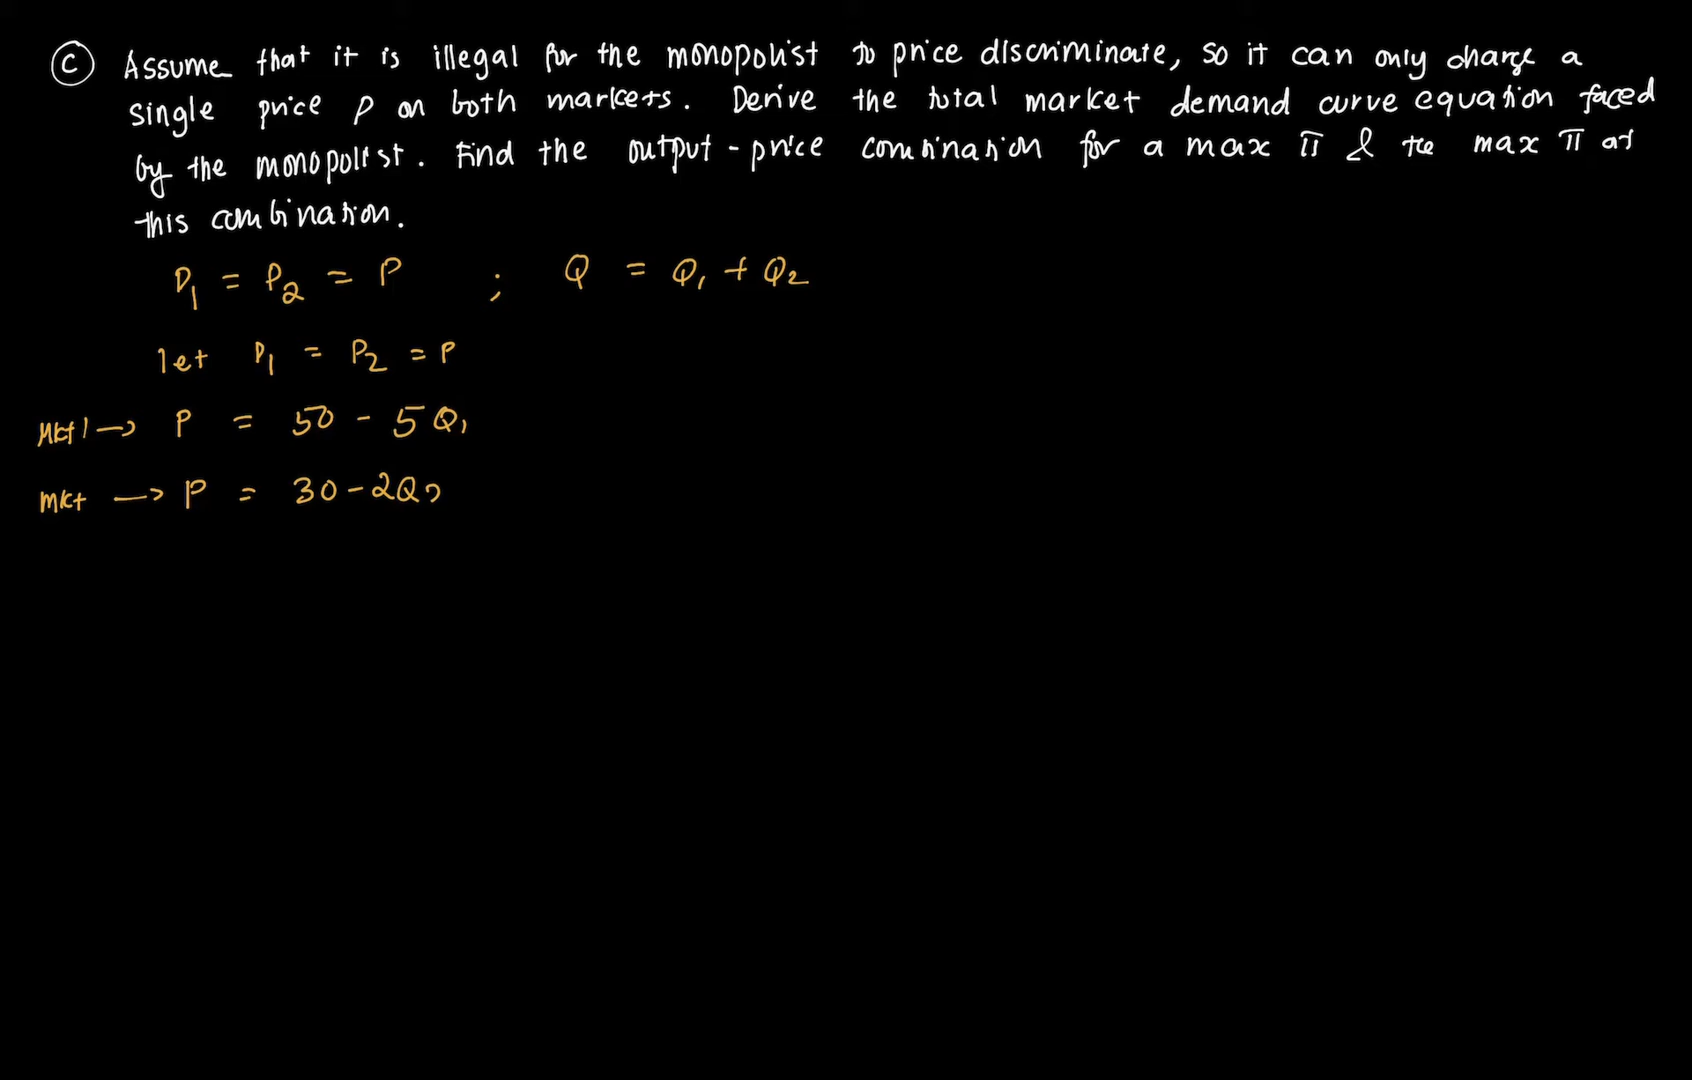 (C) Assume that it is illegal for the monopolist to price discriminate, so it can only charge a
single price P on both markets. Derive the total market demand curve equation faced
by the monopolist. Find the output-price combination for a max π & the max π at
this combination.
P₁ = P₂ = P ; Q = Q₁ + Q₂
let P₁ = P₂ = P
Mkt 1 → P = 50 - 5Q₁
mkt → P = 30 - 2Q₂